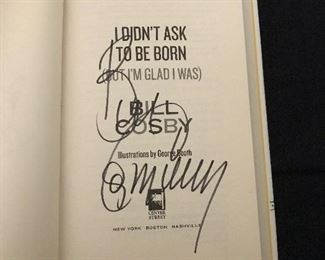 I DIDN'T ASK
TO BE BORN
(BUT I'M GLAD I WAS)
BILL
COSBY
Illustrations by George Booth
CENTER
STREET
NEW YORK BOSTON NASHVILLE